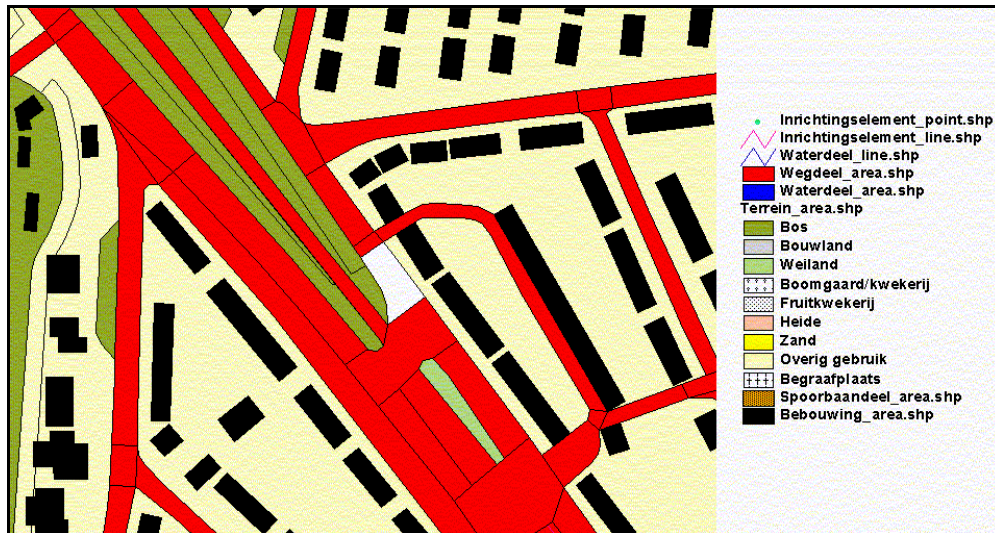 Inrichtingselement_point.shp
Inrichtingselement_line.shp
Waterdeel_line.shp
Wegdeel_area.shp
Waterdeel_area.shp
Terrein_area.shp
Bos
Bouwland
Weiland
Boomgaard/kwekerij
Fruitkwekerij
Heide
Zand
Overig gebruik
Begraafplaats
Spoorbaandeel_area.shp
Bebouwing_area.shp